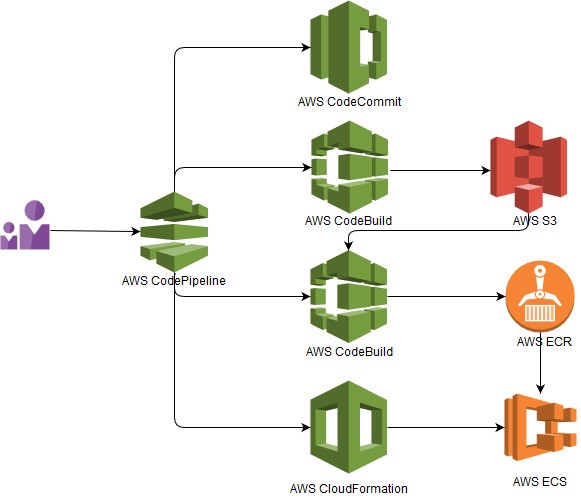 AWS CodeCommit
AWS CodeBuild
AWS S3
AWS CodePipeline
AWS CodeBuild
AWS ECR
AWS CloudFormation
AWS ECS